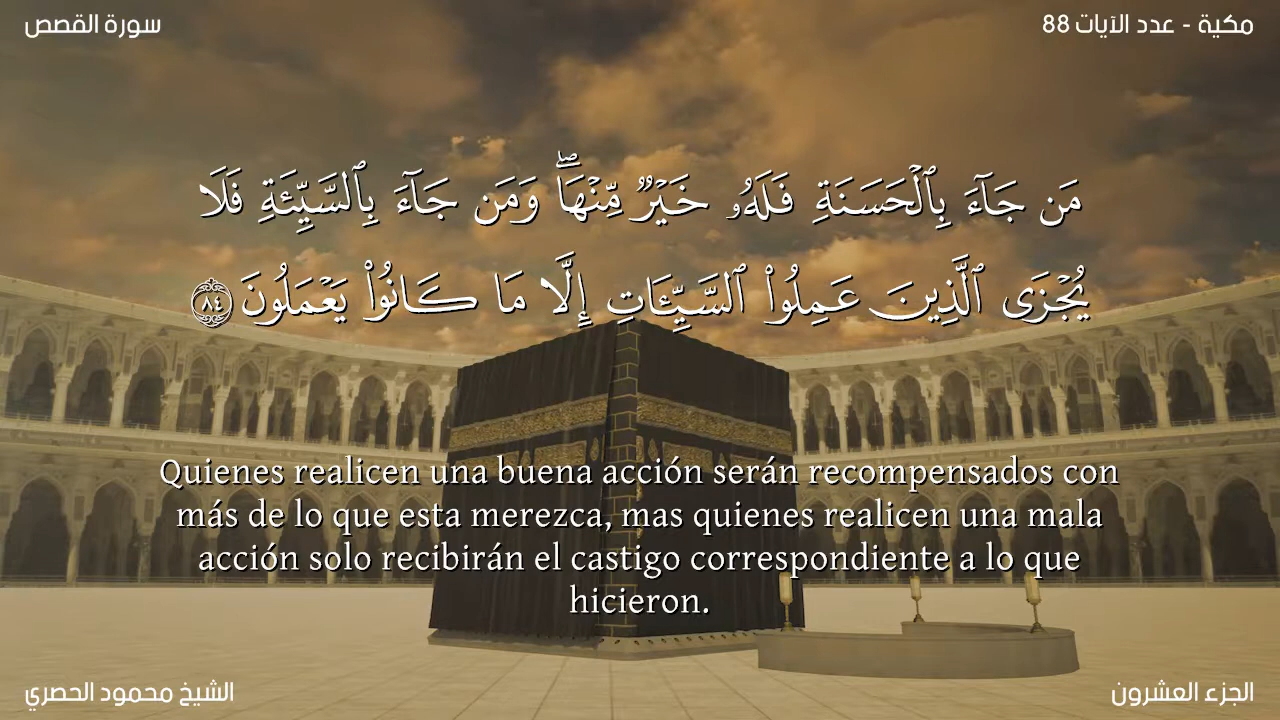 مكية - عدد الآيات 88
سورة القصص
مَن جَآءَ بِٱلْحَسَنَةِ فَلَهُۥ خَيْرٌ مِّنْهَا ۖ وَمَن جَآءَ بِٱلسَّيِّئَةِ فَلَا
يُجْزَى ٱلَّذِينَ عَمِلُوا۟ ٱلسَّيِّـَٔاتِ إِلَّا مَا كَانُوا۟ يَعْمَلُونَ ٨٤
Quienes realicen una buena acción serán recompensados con
más de lo que esta merezca, mas quienes realicen una mala
acción solo recibirán el castigo correspondiente a lo que
hicieron.
الجزء العشرون
الشيخ محمود الحصري